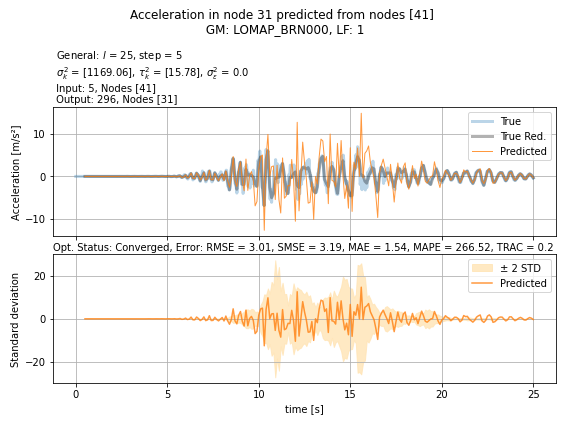 Acceleration in node 31 predicted from nodes [41]
GM: LOMAP_BRN000, LF: 1
General: l = 25, step = 5
σ²ₖ = [1169.06], τ²ₖ = [15.78], σ²ε = 0.0
Input: 5, Nodes [41]
Output: 296, Nodes [31]
Acceleration [m/s²]
10
0
−10
True
True Red.
Predicted
Opt. Status: Converged, Error: RMSE = 3.01, SMSE = 3.19, MAE = 1.54, MAPE = 266.52, TRAC = 0.2
Standard deviation
20
0
−20
± 2 STD
Predicted
0 5 10 15 20 25
time [s]